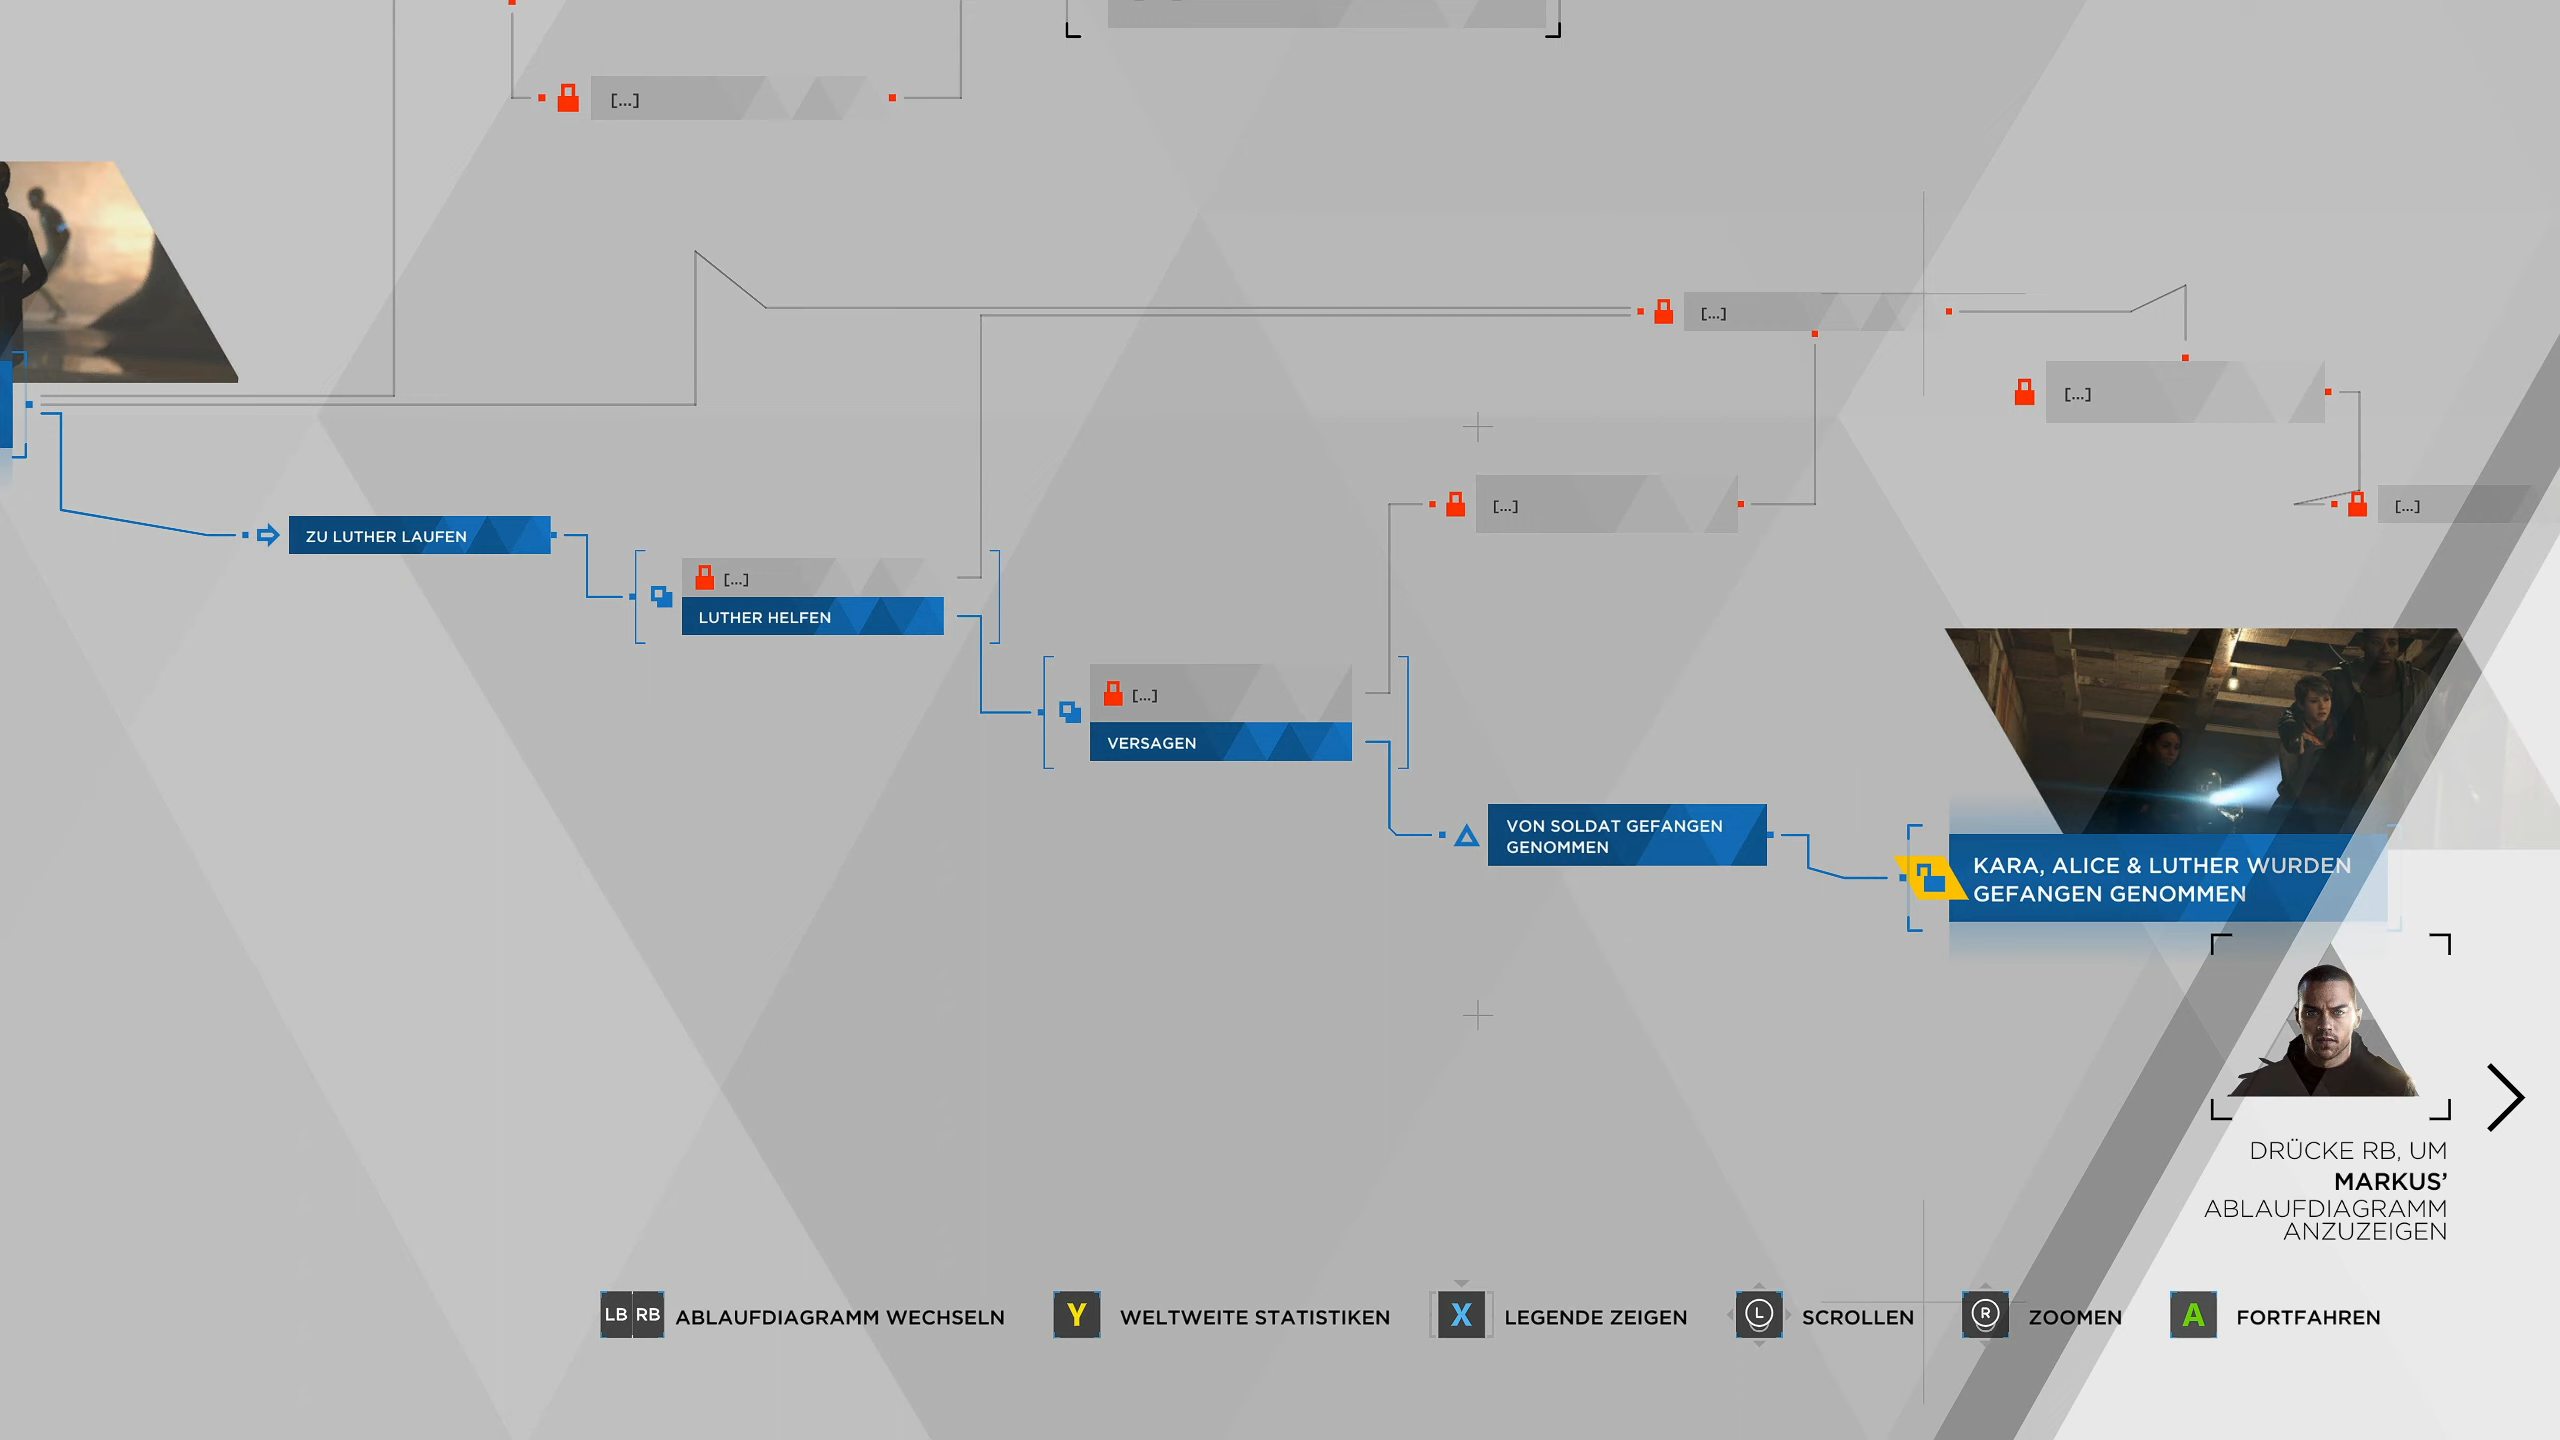 [...]
[...]
[...]
[...]
[...]
ZU LUTHER LAUFEN
[...]
LUTHER HELFEN
[...]
VERSAGEN
VON SOLDAT GEFANGEN
GENOMMEN
KARA, ALICE & LUTHER WURDEN
GEFANGEN GENOMMEN
DRÜCKE RB, UM
MARKUS'
ABLAUFDIAGRAMM
ANZUZEIGEN
LB RB ABLAUFDIAGRAMM WECHSELN
Y WELTWEITE STATISTIKEN
X LEGENDE ZEIGEN
L SCROLLEN
R ZOOMEN
A FORTFAHREN